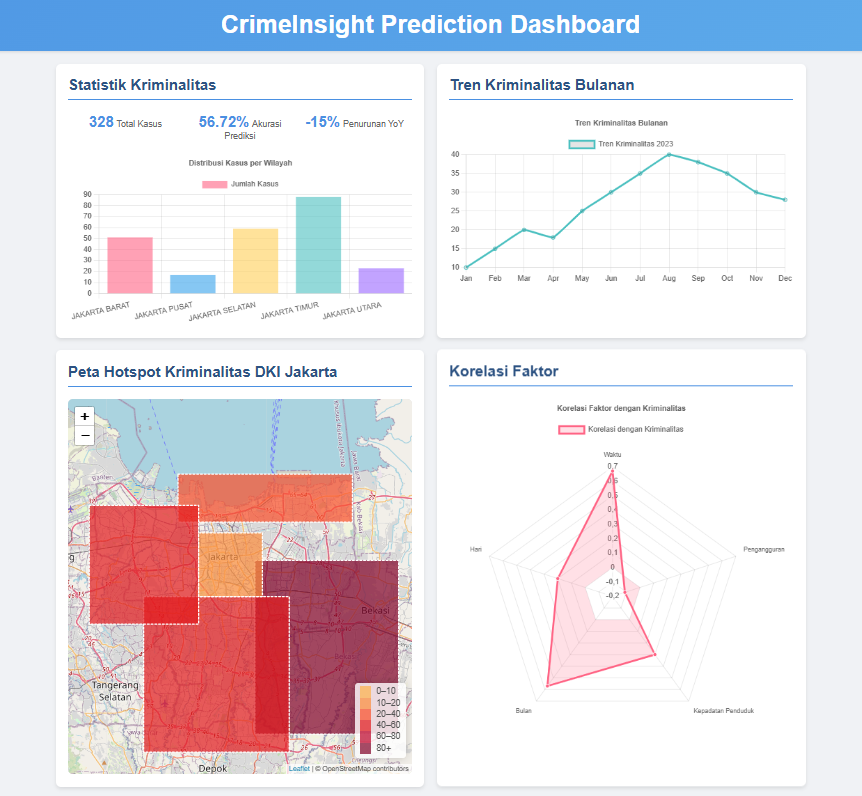 CrimeInsight Prediction Dashboard
Statistik Kriminalitas
328 Total Kasus
56.72% Akurasi
Prediksi
-15% Penurunan YoY
Distribusi Kasus per Wilayah
Jumlah Kasus
90
80
70
60
50
40
30
20
10
0
JAKARTA BARAT
JAKARTA PUSAT
JAKARTA SELATAN
JAKARTA TIMUR
JAKARTA UTARA
Tren Kriminalitas Bulanan
Tren Kriminalitas Bulanan
Tren Kriminalitas 2023
40
35
30
25
20
15
10
Jan Feb Mar Apr May Jun Jul Aug Sep Oct Nov Dec
Peta Hotspot Kriminalitas DKI Jakarta
+
−
Banten
27
Jakarta
Bekasi
Tangerang
Selatan
Depok
0–10
10–20
20–40
40–60
60–80
80+
Leaflet | © OpenStreetMap contributors
Korelasi Faktor
Korelasi Faktor dengan Kriminalitas
Korelasi dengan Kriminalitas
Waktu
0,7
0,4
0,3
0,2
0,1
0
-0,1
-0,2
Hari
Pengangguran
Bulan
Kepadatan Penduduk